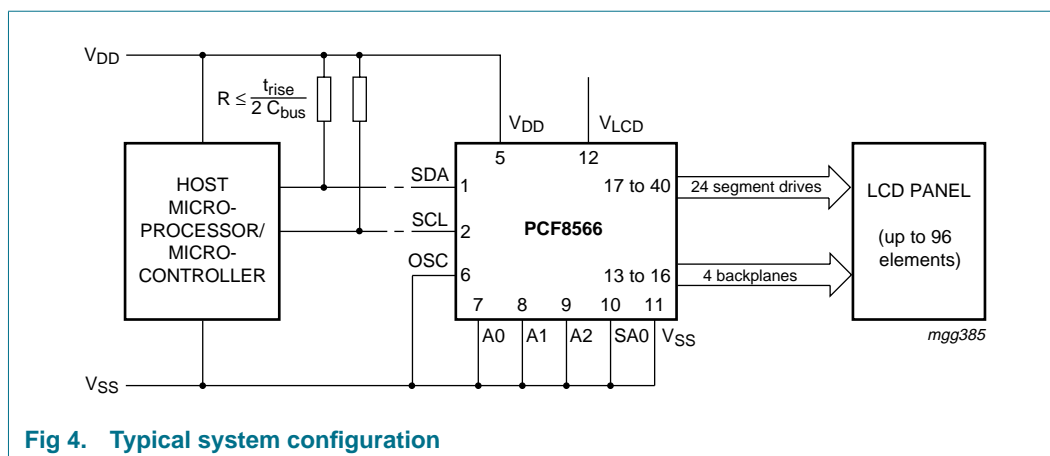 VDD
R ≤ trise
2 Cbus
VDD
VLCD
5
12
HOST
MICRO-
PROCESSOR/
MICRO-
CONTROLLER
SDA
1
SCL
2
OSC
6
PCF8566
17 to 40
13 to 16
24 segment drives
4 backplanes
LCD PANEL
(up to 96
elements)
7 8 9 10 11
A0 A1 A2 SA0 VSS
mgg385
VSS
Fig 4. Typical system configuration